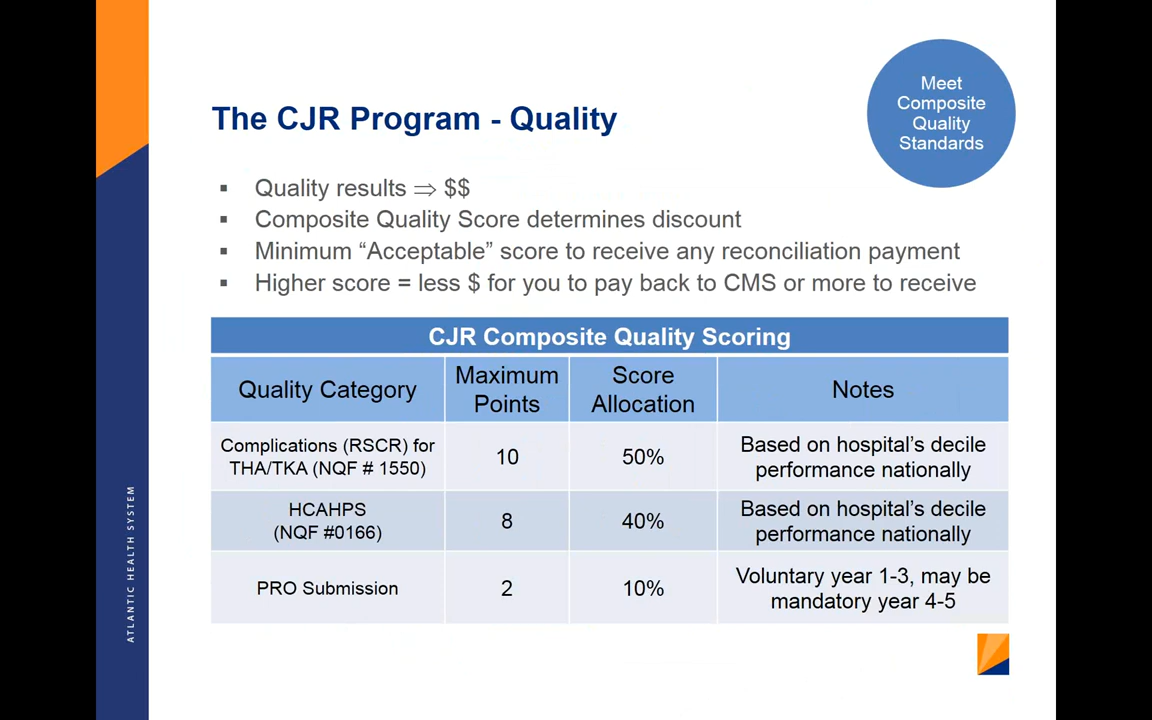 Meet
Composite
Quality
Standards
The CJR Program - Quality
▪ Quality results ⇒ $$
▪ Composite Quality Score determines discount
▪ Minimum “Acceptable” score to receive any reconciliation payment
▪ Higher score = less $ for you to pay back to CMS or more to receive
CJR Composite Quality Scoring
Quality Category
Maximum
Points
Score
Allocation
Notes
Complications (RSCR) for
THA/TKA (NQF # 1550)
10
50%
Based on hospital’s decile
performance nationally
HCAHPS
(NQF #0166)
8
40%
Based on hospital’s decile
performance nationally
PRO Submission
2
10%
Voluntary year 1-3, may be
mandatory year 4-5
ATLANTIC HEALTH SYSTEM